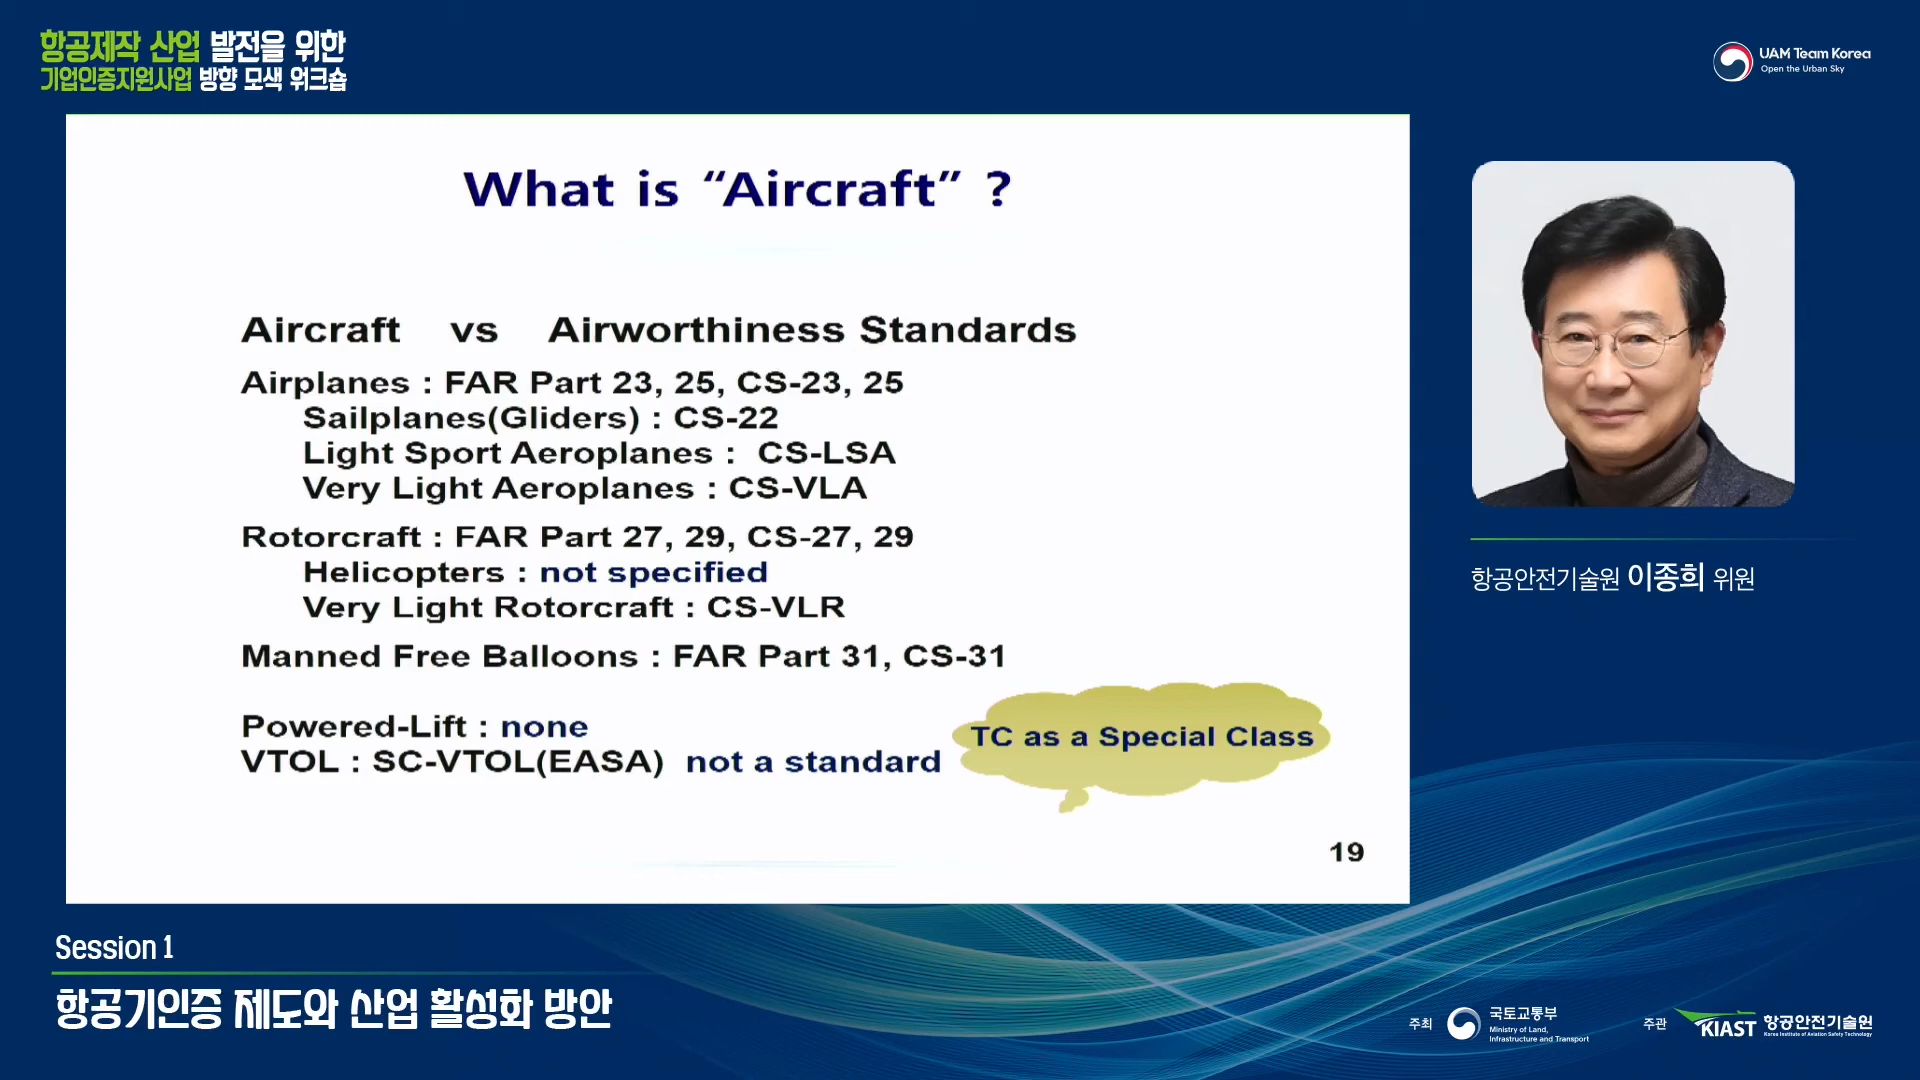 항공제작 산업 발전을 위한
기업인증지원사업 방향 모색 워크숍
UAM Team Korea
Open the Urban Sky
What is “Aircraft” ?
Aircraft vs Airworthiness Standards
Airplanes : FAR Part 23, 25, CS-23, 25
Sailplanes(Gliders) : CS-22
Light Sport Aeroplanes : CS-LSA
Very Light Aeroplanes : CS-VLA
Rotorcraft : FAR Part 27, 29, CS-27, 29
Helicopters : not specified
Very Light Rotorcraft : CS-VLR
Manned Free Balloons : FAR Part 31, CS-31
Powered-Lift : none
VTOL : SC-VTOL(EASA) not a standard
TC as a Special Class
19
항공안전기술원 이종희 위원
Session 1
항공기인증 제도와 산업 활성화 방안
주최
국토교통부
Ministry of Land,
Infrastructure and Transport
주관
KIAST 항공안전기술원
Korea Institute of Aviation Safety Technology